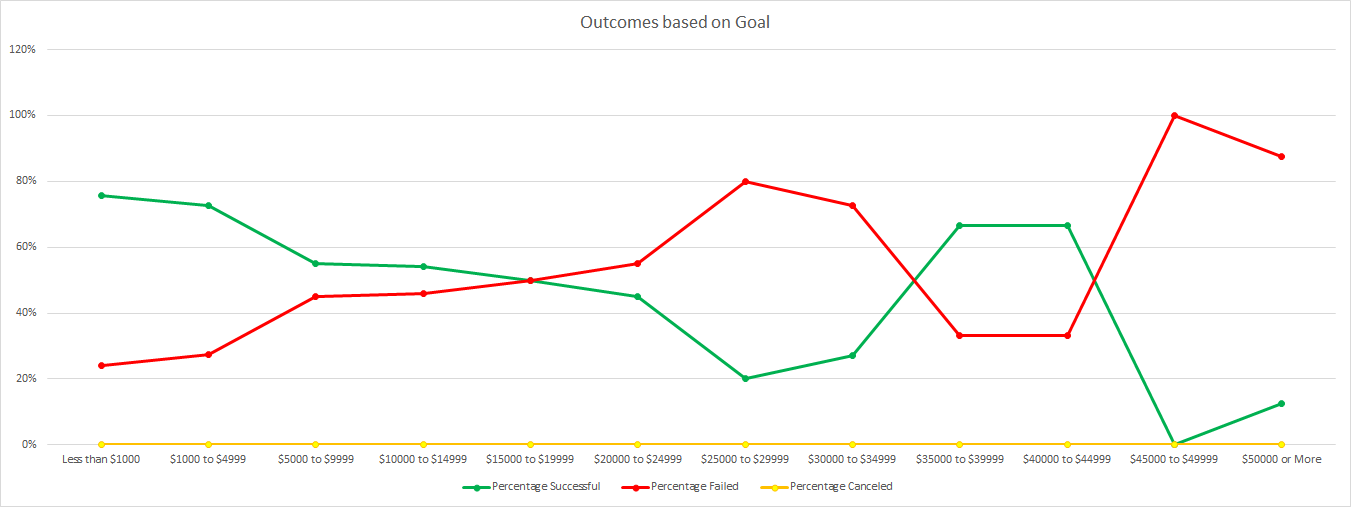 Outcomes based on Goal
120%
100%
80%
60%
40%
20%
0%
Less than $1000 $1000 to $4999 $5000 to $9999 $10000 to $14999 $15000 to $19999 $20000 to $24999 $25000 to $29999 $30000 to $34999 $35000 to $39999 $40000 to $44999 $45000 to $49999 $50000 or More
Percentage Successful Percentage Failed Percentage Canceled